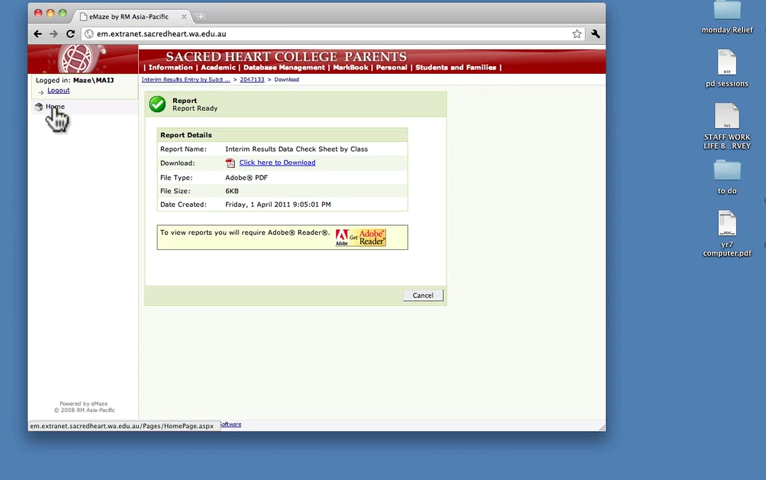 eMaze by RM Asia-Pacific
em.extranet.sacredheart.wa.edu.au
SACRED HEART COLLEGE PARENTS
| Information | Academic | Database Management | MarkBook | Personal | Students and Families |
Logged in: Maze\MAIJ
Logout
Home
Interim Results Entry by Subje ... > 2047133 > Download
Report
Report Ready
Report Details
Report Name: Interim Results Data Check Sheet by Class
Download: Click here to Download
File Type: Adobe® PDF
File Size: 6KB
Date Created: Friday, 1 April 2011 9:05:01 PM
To view reports you will require Adobe® Reader®.
Adobe Get Adobe Reader
Cancel
Powered by eMaze
© 2008 RM Asia-Pacific
em.extranet.sacredheart.wa.edu.au/Pages/HomePage.aspx
oftware
monday Relief
pd sessions
STAFF WORK
LIFE B... RVEY
to do
yr7
computer.pdf